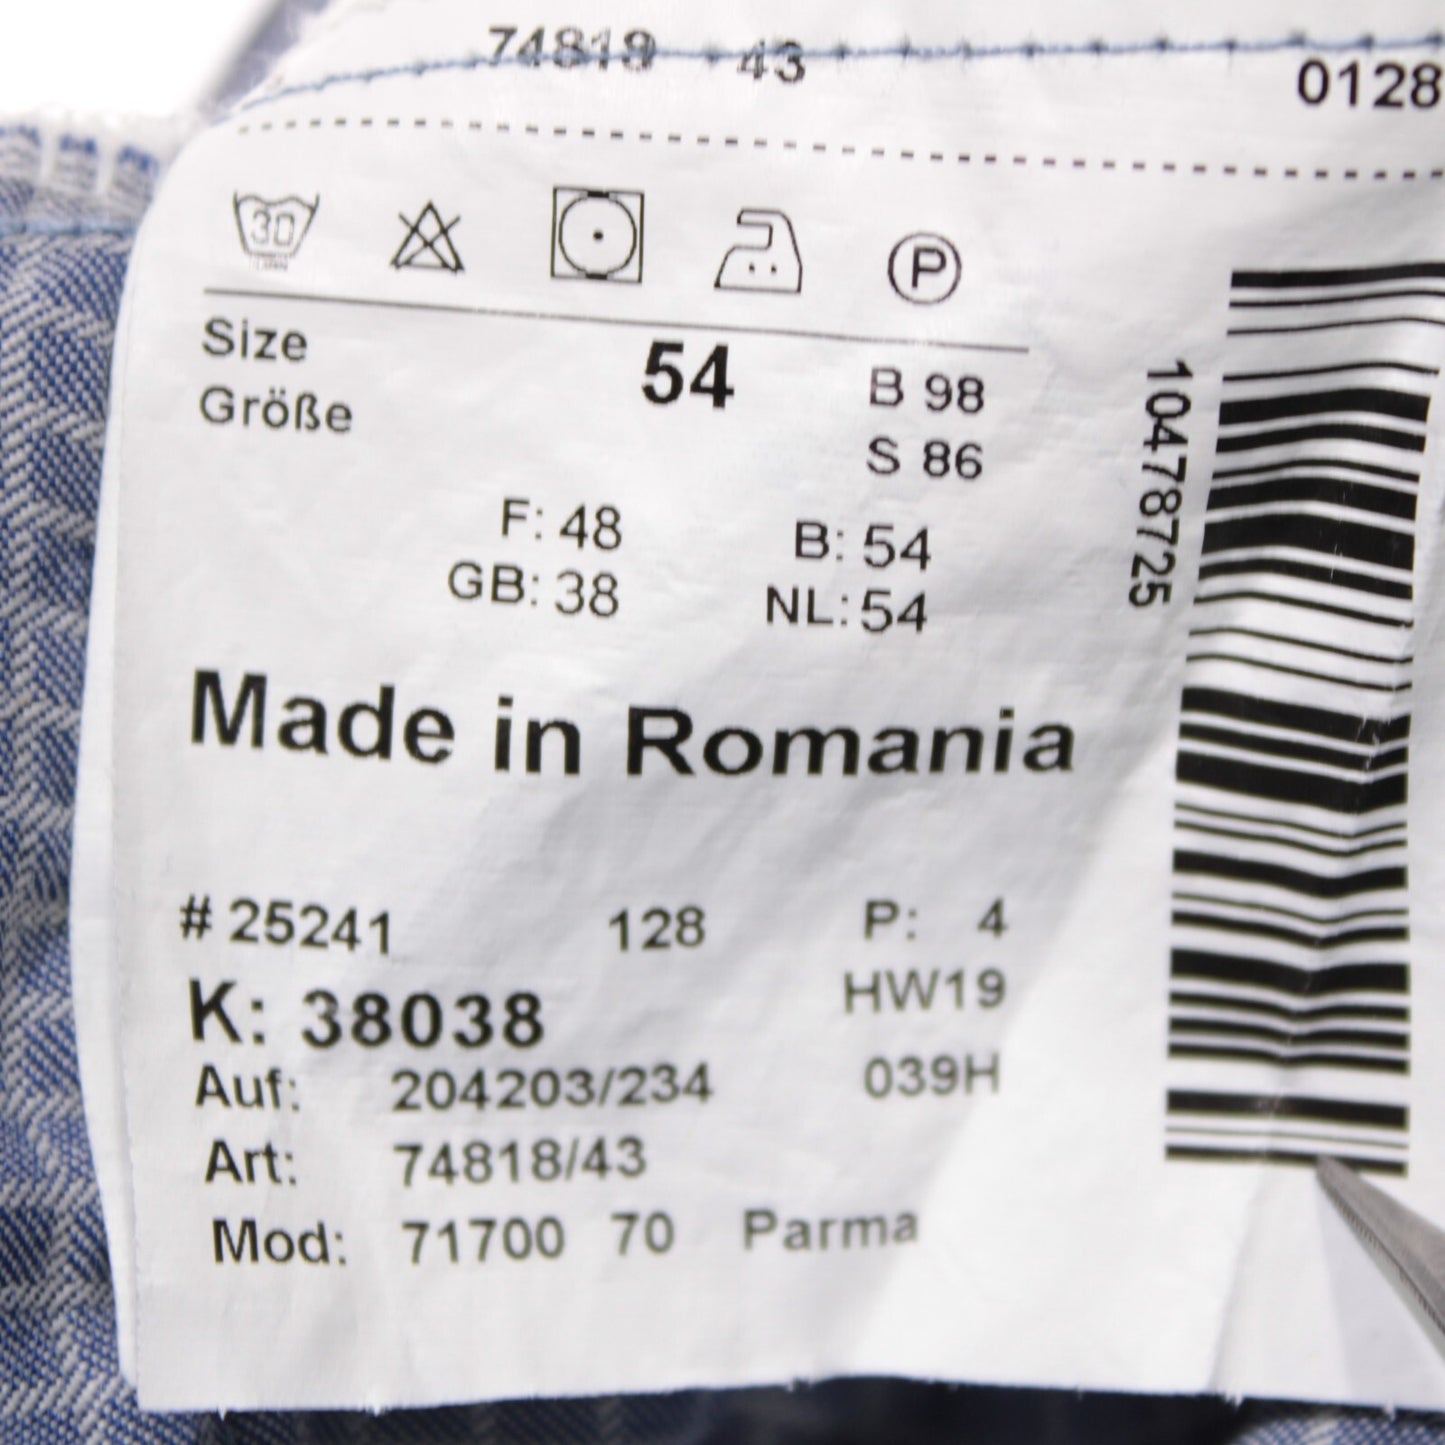 74819 43
0128
30
P
Size 54 B 98
Größe S 86
F: 48 B: 54
GB: 38 NL: 54
10478725
Made in Romania
# 25241 128 P: 4
K: 38038 HW19
Auf: 204203/234 039H
Art: 74818/43
Mod: 71700 70 Parma